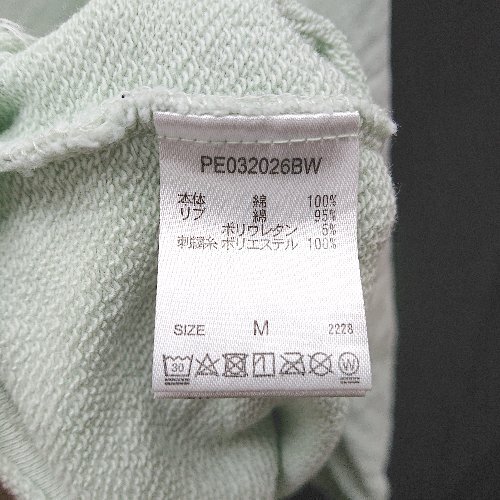 PE032026BW
本体 綿 100%
リブ 綿 95%
ポリウレタン 5%
刺繍糸 ポリエステル 100%
SIZE M 2228
30 W